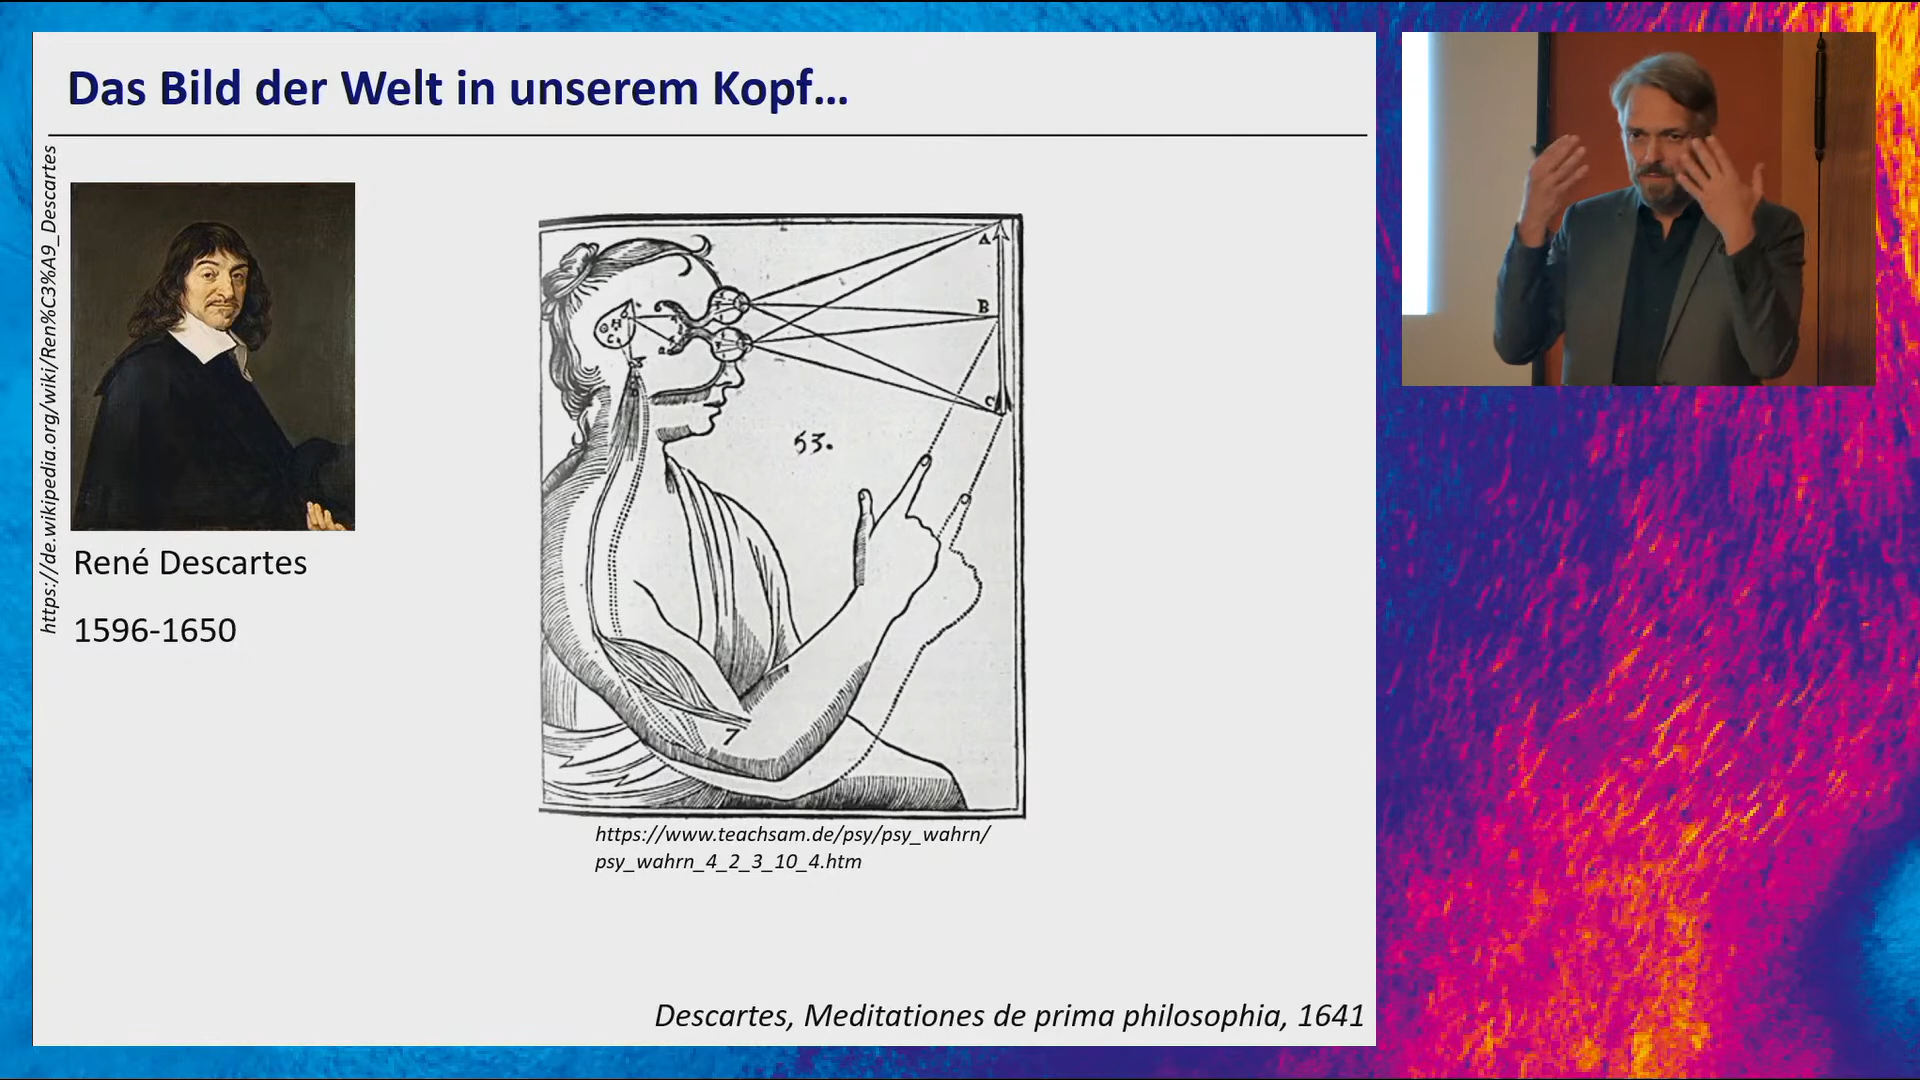 Das Bild der Welt in unserem Kopf...
https://de.wikipedia.org/wiki/Ren%C3%A9_Descartes
René Descartes
1596-1650
A
B
C
53.
7
https://www.teachsam.de/psy/psy_wahrn/
psy_wahrn_4_2_3_10_4.htm
Descartes, Meditationes de prima philosophia, 1641